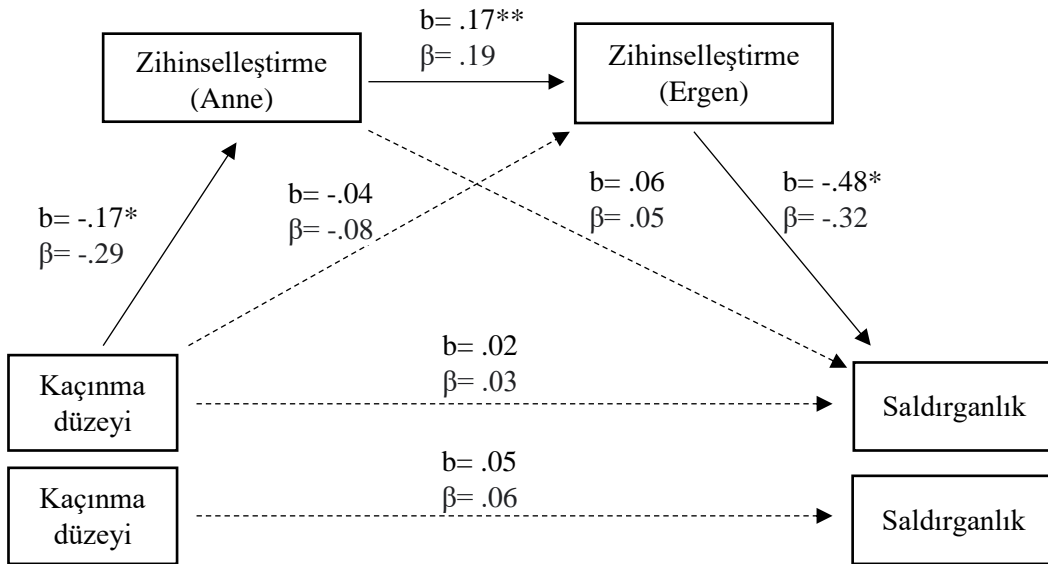 b= .17**
β= .19
Zihinselleştirme
(Anne)
Zihinselleştirme
(Ergen)
b= -.17*
β= -.29
b= -.04
β= -.08
b= .06
β= .05
b= -.48*
β= -.32
Kaçınma
düzeyi
b= .02
β= .03
Saldırganlık
Kaçınma
düzeyi
b= .05
β= .06
Saldırganlık